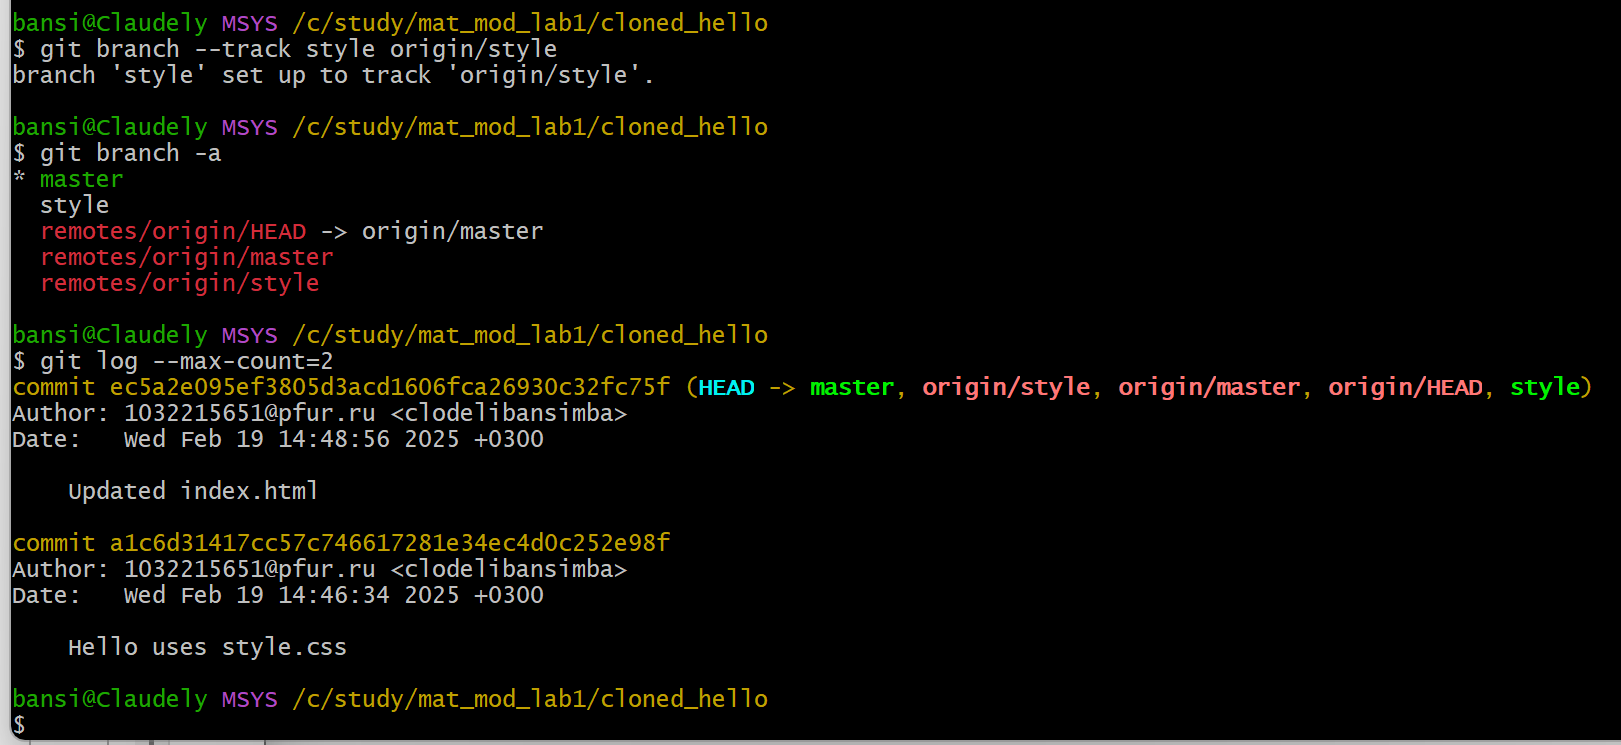 bansi@Claudely MSYS /c/study/mat_mod_lab1/cloned_hello
$ git branch --track style origin/style
branch 'style' set up to track 'origin/style'.
bansi@Claudely MSYS /c/study/mat_mod_lab1/cloned_hello
$ git branch -a
* master
  style
  remotes/origin/HEAD -> origin/master
  remotes/origin/master
  remotes/origin/style
bansi@Claudely MSYS /c/study/mat_mod_lab1/cloned_hello
$ git log --max-count=2
commit ec5a2e095ef3805d3acd1606fca26930c32fc75f (HEAD -> master, origin/style, origin/master, origin/HEAD, style)
Author: 1032215651@pfur.ru <clodelibansimba>
Date:   Wed Feb 19 14:48:56 2025 +0300
    Updated index.html
commit a1c6d31417cc57c746617281e34ec4d0c252e98f
Author: 1032215651@pfur.ru <clodelibansimba>
Date:   Wed Feb 19 14:46:34 2025 +0300
    Hello uses style.css
bansi@Claudely MSYS /c/study/mat_mod_lab1/cloned_hello
$